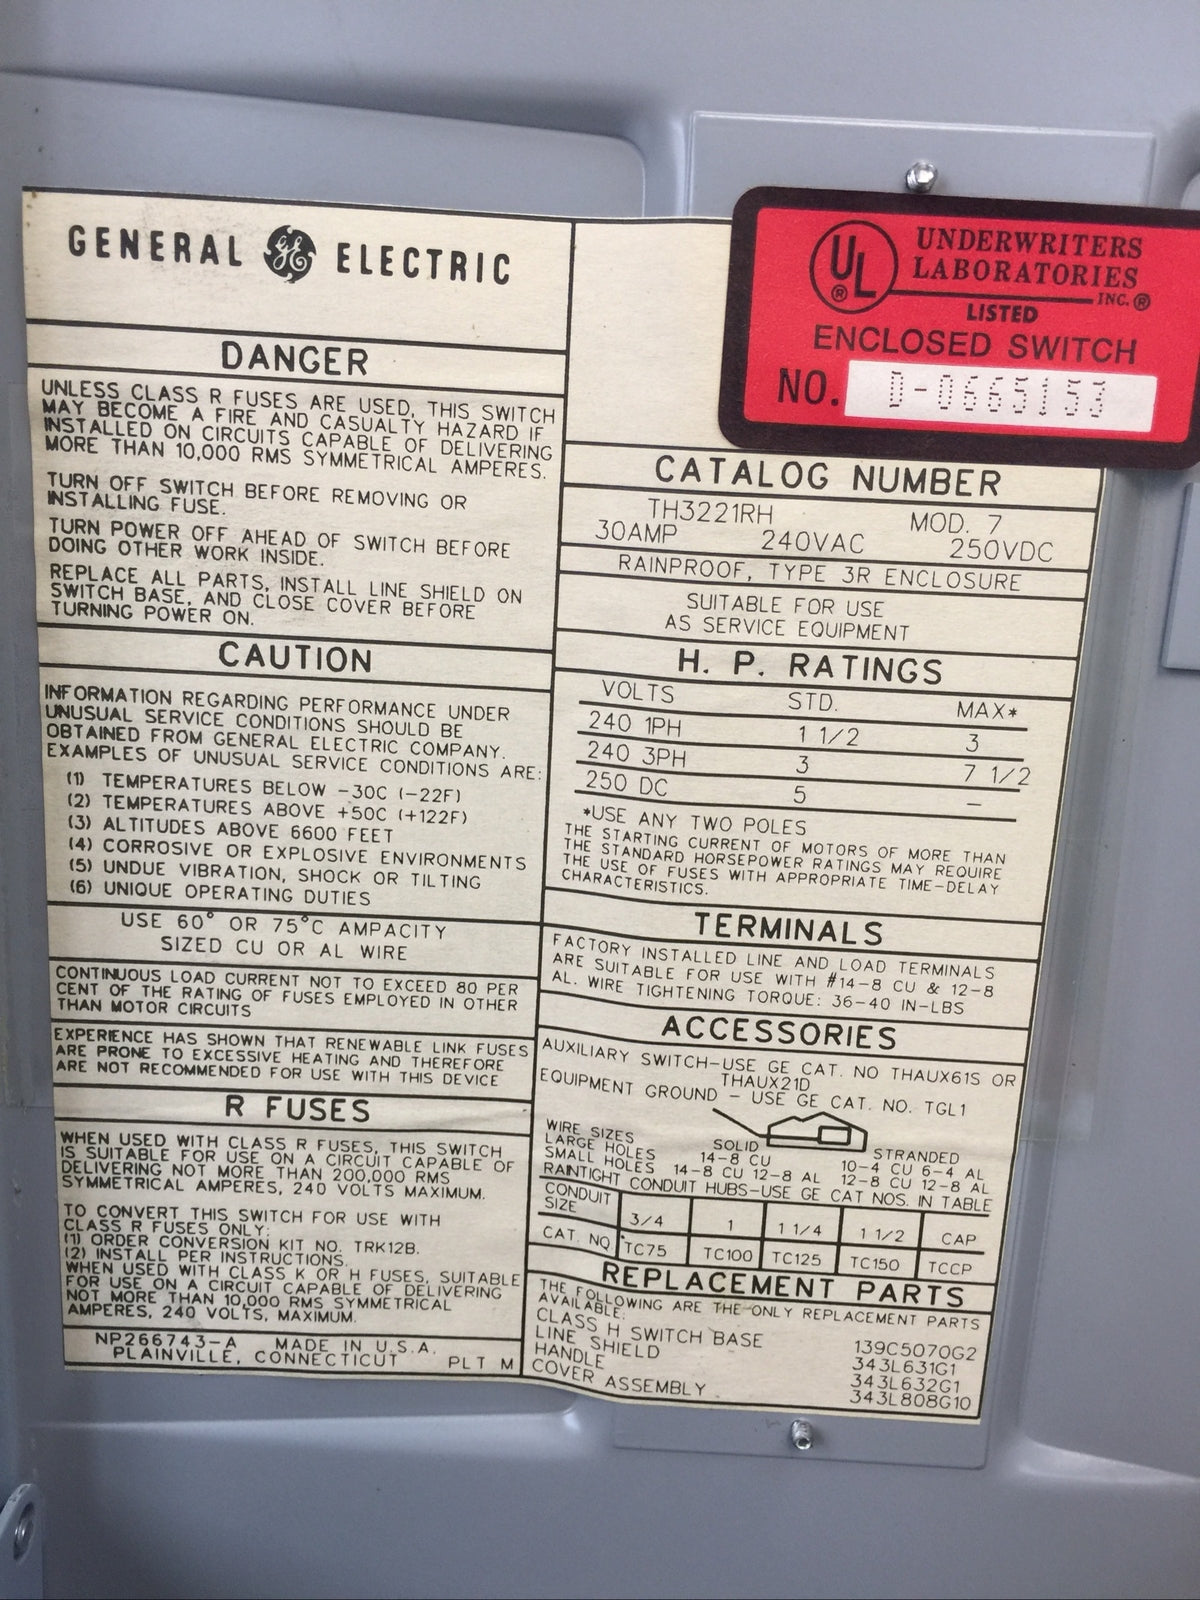 GENERAL GE ELECTRIC
DANGER
UNLESS CLASS R FUSES ARE USED, THIS SWITCH
MAY BECOME A FIRE AND CASUALTY HAZARD IF
INSTALLED ON CIRCUITS CAPABLE OF DELIVERING
MORE THAN 10,000 RMS SYMMETRICAL AMPERES.
TURN OFF SWITCH BEFORE REMOVING OR
INSTALLING FUSE.
TURN POWER OFF AHEAD OF SWITCH BEFORE
DOING OTHER WORK INSIDE.
REPLACE ALL PARTS, INSTALL LINE SHIELD ON
SWITCH BASE, AND CLOSE COVER BEFORE
TURNING POWER ON.
CAUTION
INFORMATION REGARDING PERFORMANCE UNDER
UNUSUAL SERVICE CONDITIONS SHOULD BE
OBTAINED FROM GENERAL ELECTRIC COMPANY.
EXAMPLES OF UNUSUAL SERVICE CONDITIONS ARE:
(1) TEMPERATURES BELOW -30C (-22F)
(2) TEMPERATURES ABOVE +50C (+122F)
(3) ALTITUDES ABOVE 6600 FEET
(4) CORROSIVE OR EXPLOSIVE ENVIRONMENTS
(5) UNDUE VIBRATION, SHOCK OR TILTING
(6) UNIQUE OPERATING DUTIES
USE 60° OR 75°C AMPACITY
SIZED CU OR AL WIRE
CONTINUOUS LOAD CURRENT NOT TO EXCEED 80 PER
CENT OF THE RATING OF FUSES EMPLOYED IN OTHER
THAN MOTOR CIRCUITS
EXPERIENCE HAS SHOWN THAT RENEWABLE LINK FUSES
ARE PRONE TO EXCESSIVE HEATING AND THEREFORE
ARE NOT RECOMMENDED FOR USE WITH THIS DEVICE
R FUSES
WHEN USED WITH CLASS R FUSES, THIS SWITCH
IS SUITABLE FOR USE ON A CIRCUIT CAPABLE OF
DELIVERING NOT MORE THAN 200,000 RMS
SYMMETRICAL AMPERES, 240 VOLTS MAXIMUM.
TO CONVERT THIS SWITCH FOR USE WITH
CLASS R FUSES ONLY:
(1) ORDER CONVERSION KIT NO. TRK12B.
(2) INSTALL PER INSTRUCTIONS.
WHEN USED WITH CLASS K OR H FUSES, SUITABLE
FOR USE ON A CIRCUIT CAPABLE OF DELIVERING
NOT MORE THAN 10,000 RMS SYMMETRICAL
AMPERES, 240 VOLTS, MAXIMUM.
NP266743-A MADE IN U.S.A.
PLAINVILLE, CONNECTICUT PLT M
UL ® UNDERWRITERS
LABORATORIES
INC.®
LISTED
ENCLOSED SWITCH
NO. D-0665153
CATALOG NUMBER
TH3221RH MOD. 7
30AMP 240VAC 250VDC
RAINPROOF, TYPE 3R ENCLOSURE
SUITABLE FOR USE
AS SERVICE EQUIPMENT
H. P. RATINGS
VOLTS STD. MAX*
240 1PH 1 1/2 3
240 3PH 3 7 1/2
250 DC 5 –
*USE ANY TWO POLES
THE STARTING CURRENT OF MOTORS OF MORE THAN
THE STANDARD HORSEPOWER RATINGS MAY REQUIRE
THE USE OF FUSES WITH APPROPRIATE TIME-DELAY
CHARACTERISTICS.
TERMINALS
FACTORY INSTALLED LINE AND LOAD TERMINALS
ARE SUITABLE FOR USE WITH #14-8 CU & 12-8
AL. WIRE TIGHTENING TORQUE: 36-40 IN-LBS
ACCESSORIES
AUXILIARY SWITCH-USE GE CAT. NO THAUX61S OR
THAUX21D
EQUIPMENT GROUND - USE GE CAT. NO. TGL1
WIRE SIZES SOLID STRANDED
LARGE HOLES 14-8 CU 10-4 CU 6-4 AL
SMALL HOLES 14-8 CU 12-8 AL 12-8 CU 12-8 AL
RAINTIGHT CONDUIT HUBS-USE GE CAT NOS. IN TABLE
CONDUIT SIZE 3/4 1 1 1/4 1 1/2 CAP
CAT. NO. TC75 TC100 TC125 TC150 TCCP
REPLACEMENT PARTS
THE FOLLOWING ARE THE ONLY REPLACEMENT PARTS
AVAILABLE:
CLASS H SWITCH BASE 139C5070G2
LINE SHIELD 343L631G1
HANDLE 343L632G1
COVER ASSEMBLY 343L808G10